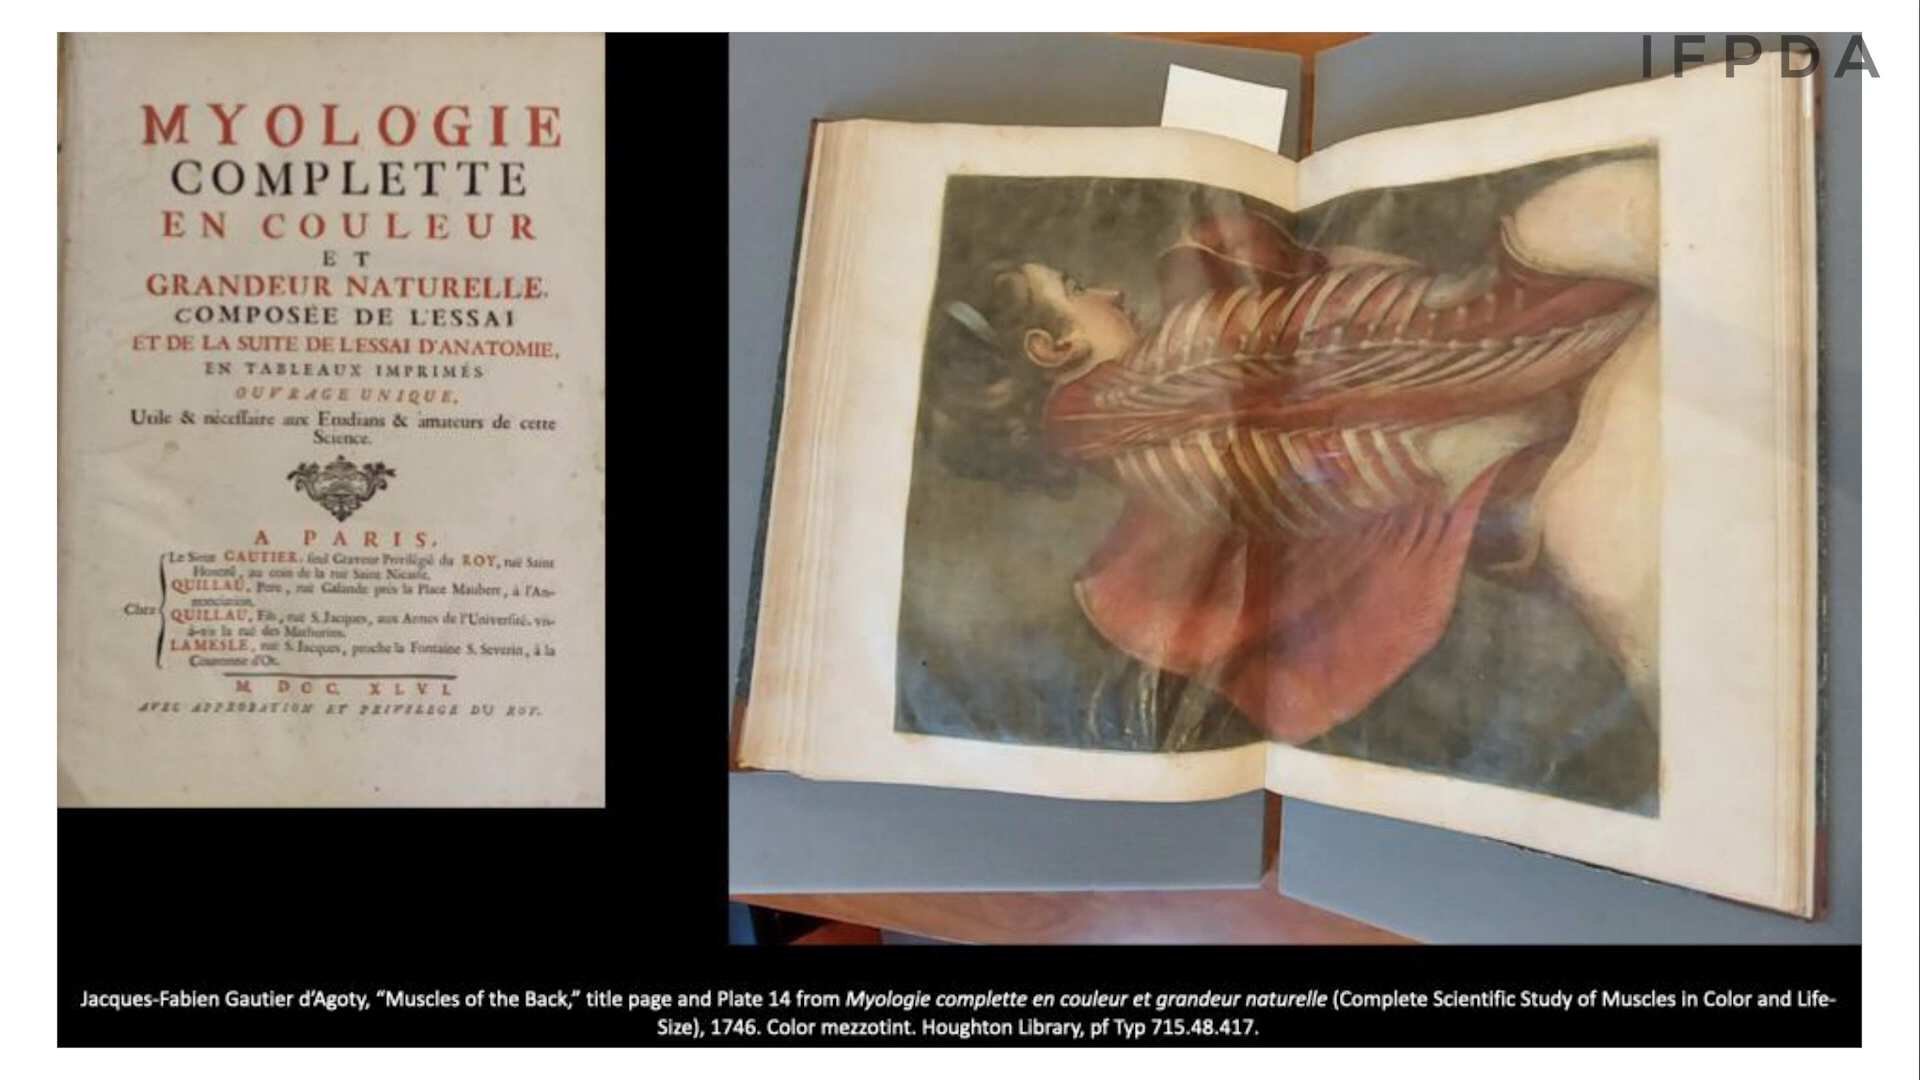 IFPDA
MYOLOGIE
COMPLETTE
EN COULEUR
ET
GRANDEUR NATURELLE.
COMPOSÉE DE L'ESSAI
ET DE LA SUITE DE L'ESSAI D'ANATOMIE,
EN TABLEAUX IMPRIMÉS
OUVRAGE UNIQUE,
Utile & nécessaire aux Etudians & amateurs de cette
Science.
A PARIS,
Chez
Le Sieur GAUTIER, seul Graveur Privilégié du ROY, ruë Saint
Honoré, au coin de la ruë Saint Nicaise,
QUILLAU, Pere, ruë Galande près la Place Maubert, à l'An-
nonciation.
QUILLAU, Fils, ruë S. Jacques, aux Armes de l'Université, vis-
à-vis la ruë des Mathurins.
LAMESLE, ruë S. Jacques, proche la Fontaine S. Severin, à la
Couronne d'Or.
M. DCC. XLVI.
AVEC APPROBATION ET PRIVILEGE DU ROY.
Jacques-Fabien Gautier d'Agoty, “Muscles of the Back,” title page and Plate 14 from Myologie complette en couleur et grandeur naturelle (Complete Scientific Study of Muscles in Color and Life-
Size), 1746. Color mezzotint. Houghton Library, pf Typ 715.48.417.